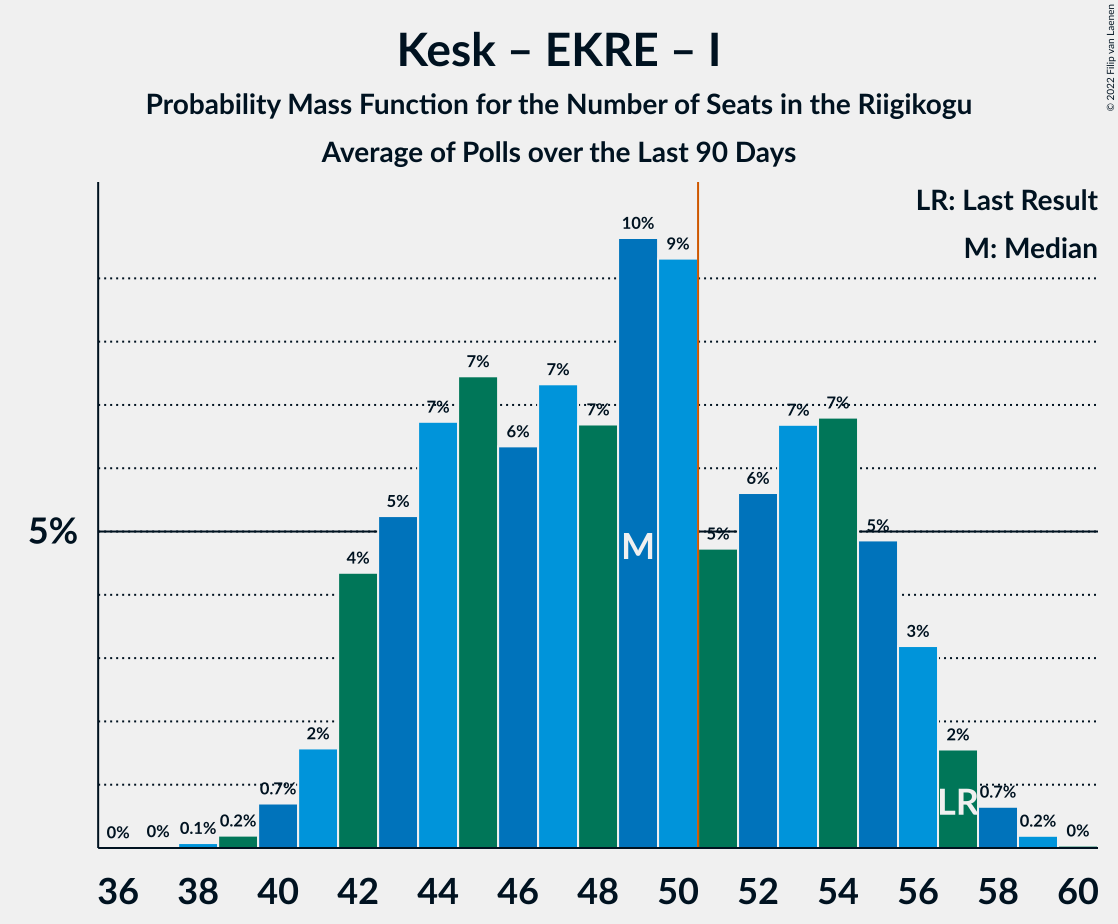 Kesk – EKRE – I
Probability Mass Function for the Number of Seats in the Riigikogu
Average of Polls over the Last 90 Days
© 2022 Filip van Laenen
LR: Last Result
M: Median
5%
0% 0% 0.1% 0.2% 0.7% 2% 4% 5% 7% 7% 6% 7% 7% 10% 9% 5% 6% 7% 7% 5% 3% 2% 0.7% 0.2% 0%
M
LR
36 38 40 42 44 46 48 50 52 54 56 58 60